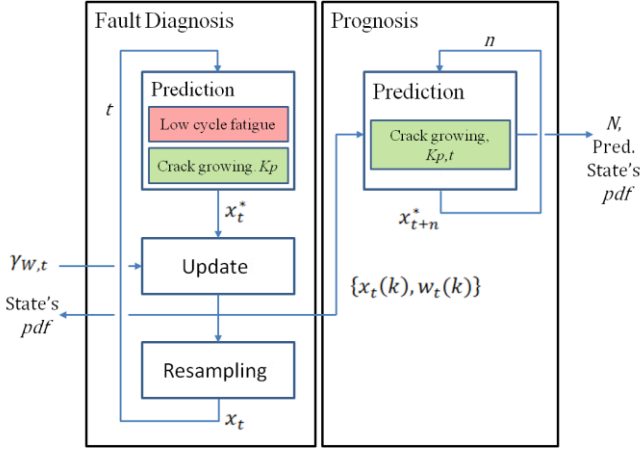 Fault Diagnosis
t
Prediction
Low cycle fatigue
Crack growing. Kp
x*t
γW,t
Update
State's
pdf
Resampling
xt
Prognosis
n
Prediction
Crack growing,
Kp,t
N,
Pred.
State's
pdf
x*t+n
{xt(k), wt(k)}